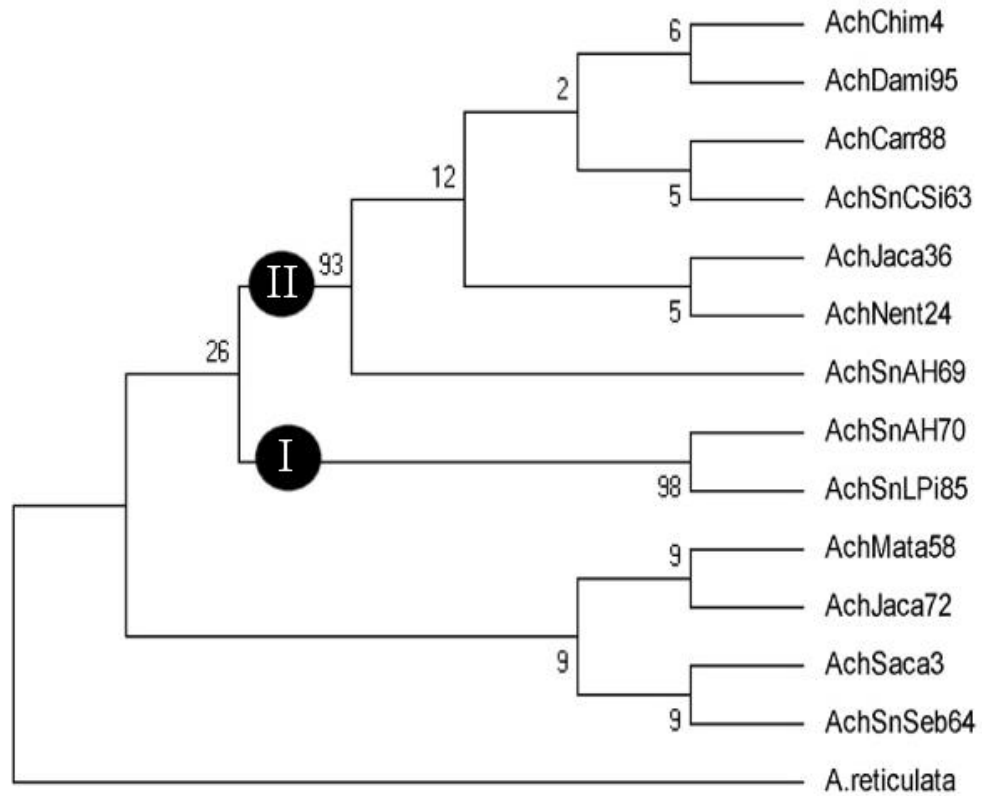 AchChim4
6
AchDami95
2
AchCarr88
12
5
AchSnCSi63
AchJaca36
II
93
5
AchNent24
26
AchSnAH69
AchSnAH70
I
98
AchSnLPi85
9
AchMata58
AchJaca72
9
AchSaca3
9
AchSnSeb64
A.reticulata